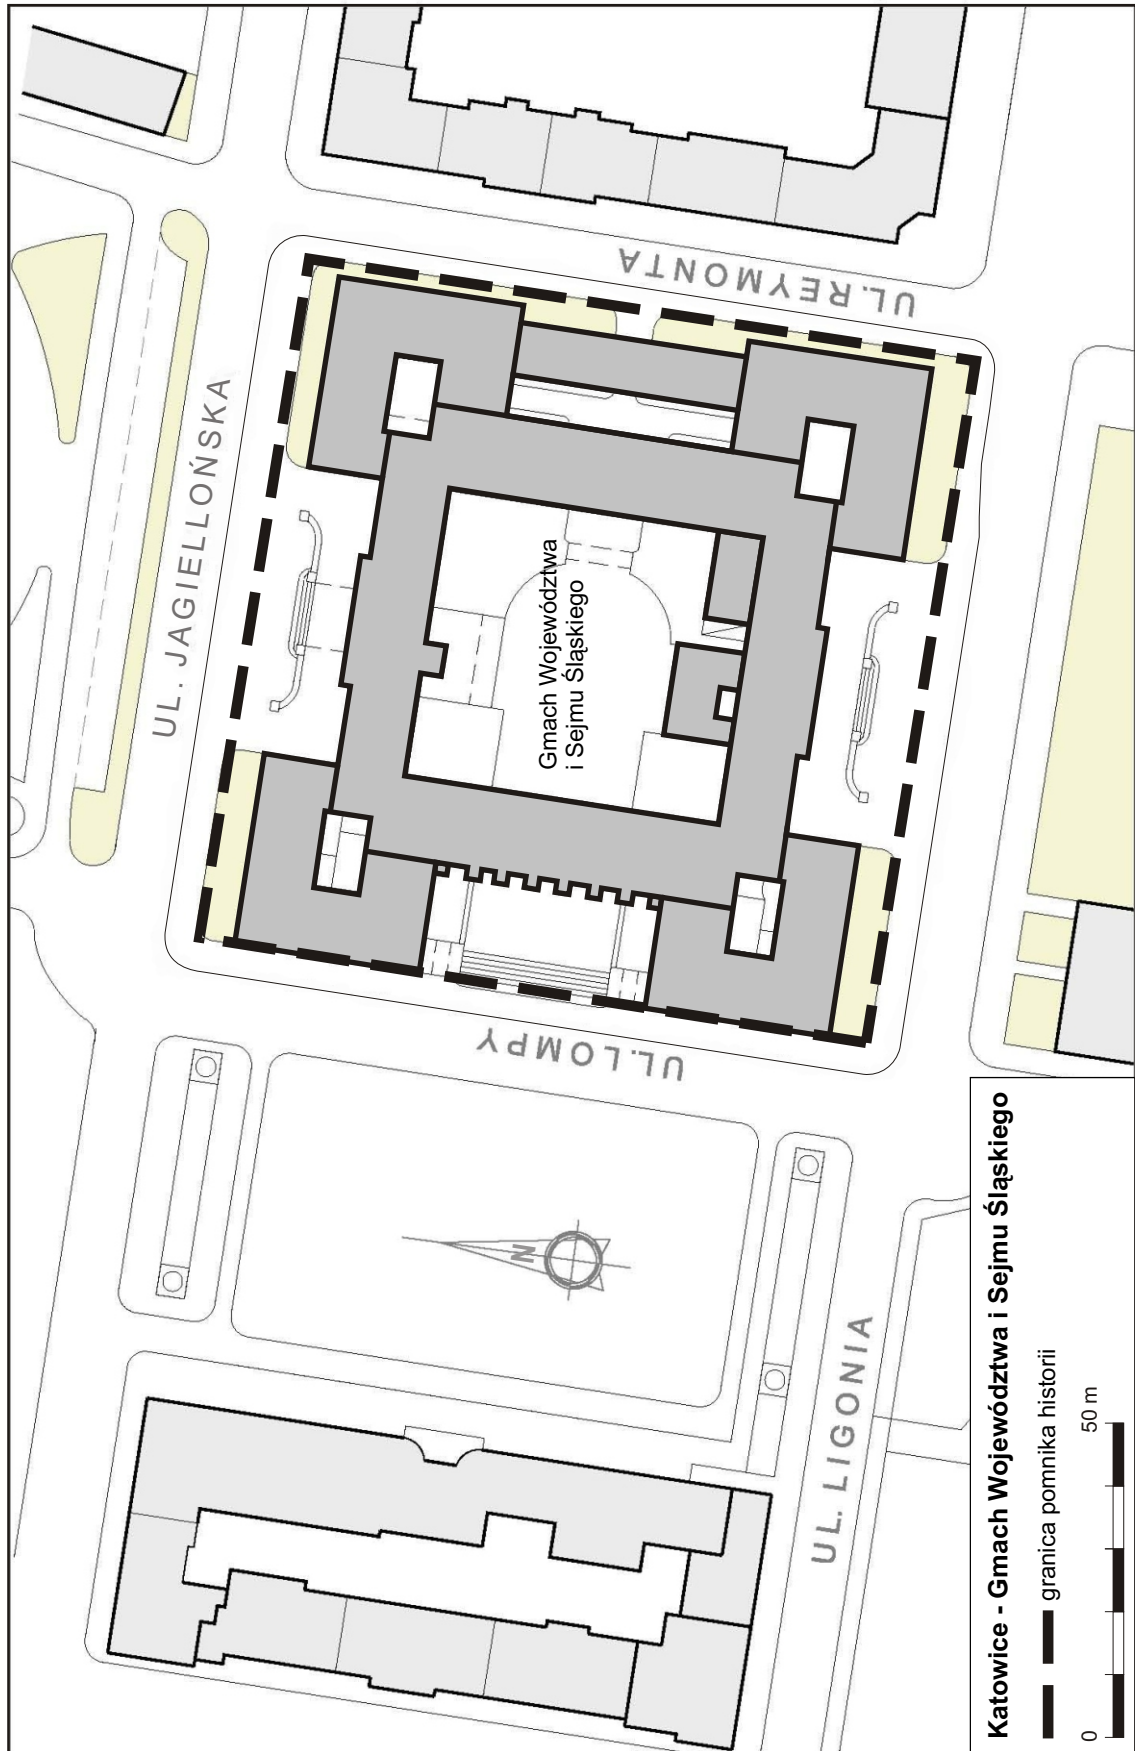 UL. JAGIELLOŃSKA
UL. REYMONTA
Gmach Województwa
i Sejmu Śląskiego
UL. LOMPY
N
UL. LIGONIA
Katowice - Gmach Województwa i Sejmu Śląskiego
granica pomnika historii
0 50 m